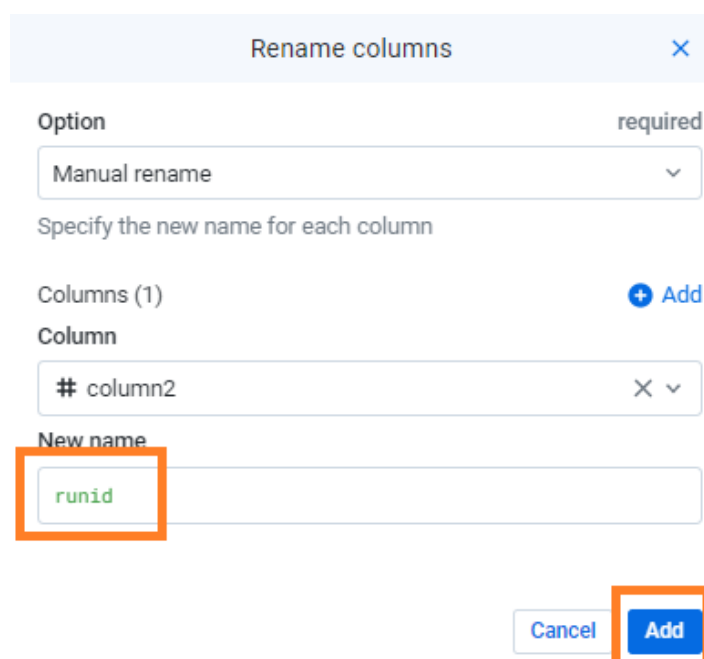 Rename columns
Option required
Manual rename
Specify the new name for each column
Columns (1) Add
Column
# column2
New name
runid
Cancel Add